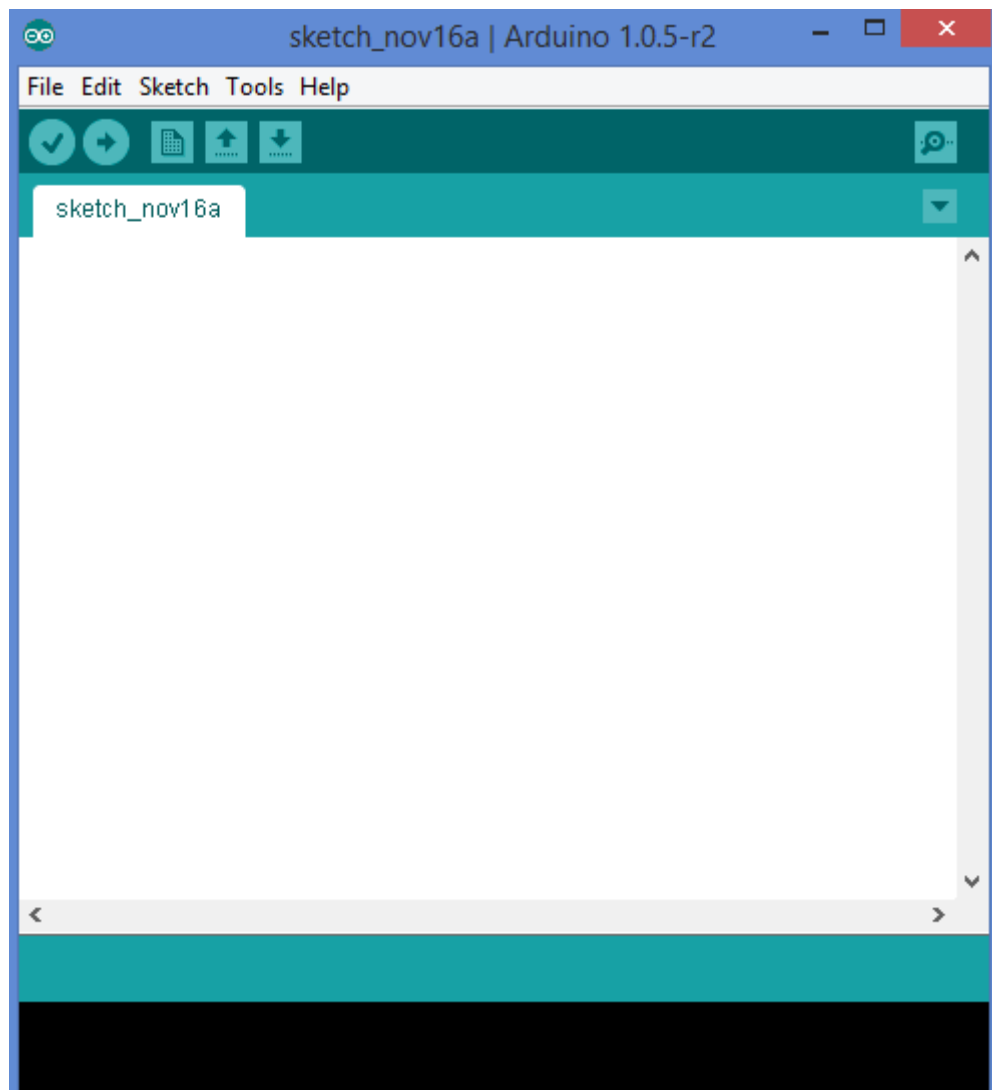 sketch_nov16a | Arduino 1.0.5-r2
File Edit Sketch Tools Help
sketch_nov16a